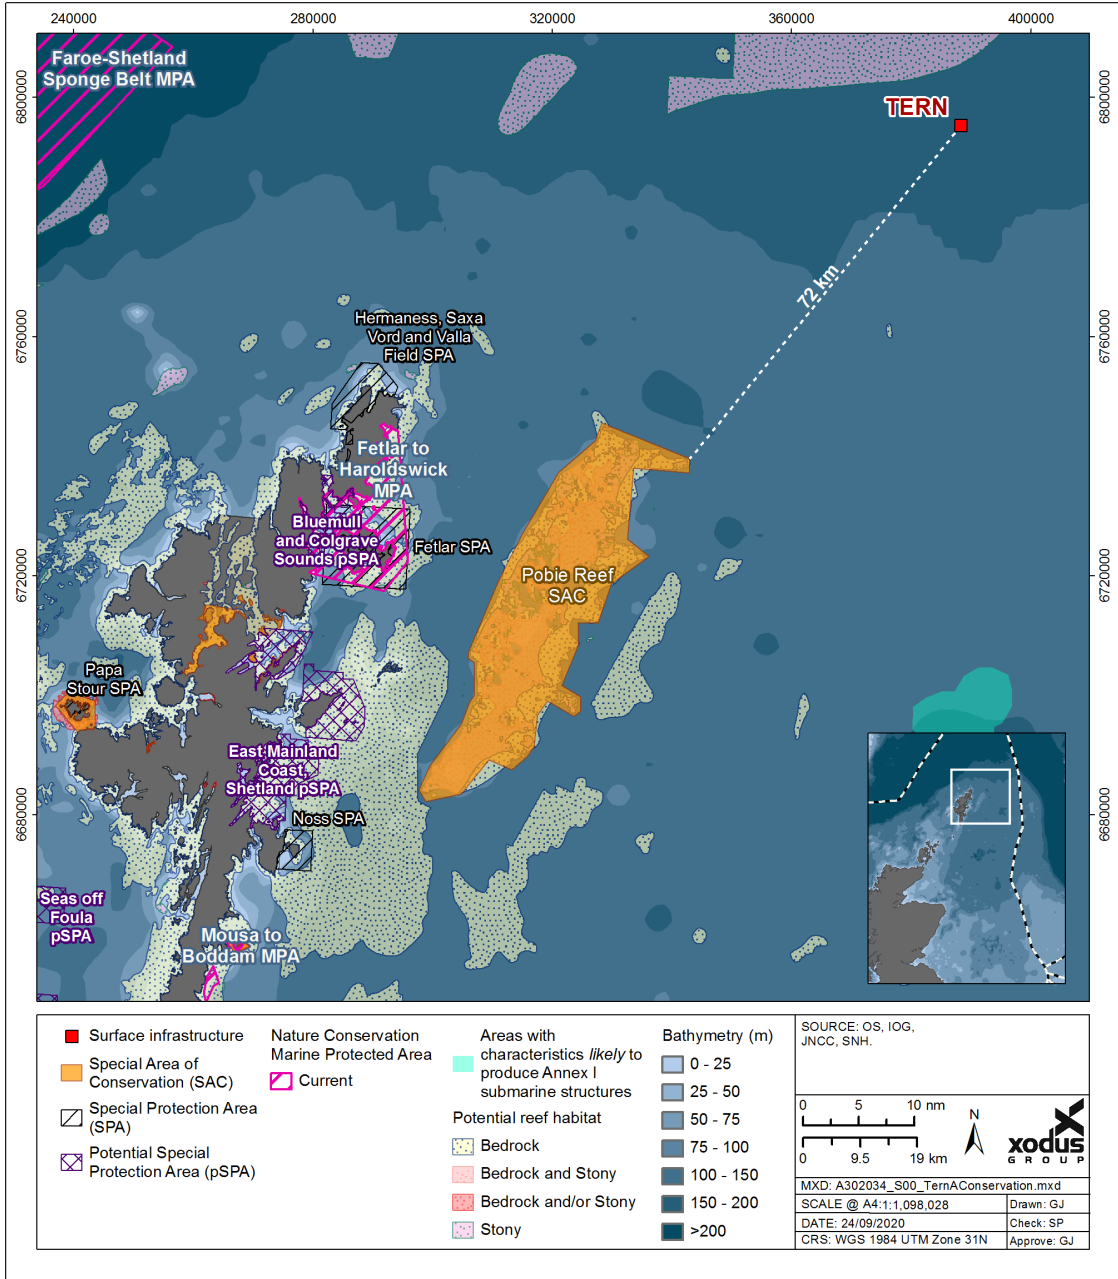 240000
280000
320000
360000
400000
6800000
6760000
6720000
6680000
6800000
6760000
6720000
6680000
Faroe-Shetland
Sponge Belt MPA
TERN
72 km
Hermaness, Saxa
Vord and Valla
Field SPA
Fetlar to
Haroldswick
MPA
Bluemull
and Colgrave
Sounds pSPA
Fetlar SPA
Pobie Reef
SAC
Papa
Stour SPA
East Mainland
Coast,
Shetland pSPA
Noss SPA
Seas off
Foula
pSPA
Mousa to
Boddam MPA
Surface infrastructure
Special Area of
Conservation (SAC)
Special Protection Area
(SPA)
Potential Special
Protection Area (pSPA)
Nature Conservation
Marine Protected Area
Current
Areas with
characteristics likely to
produce Annex I
submarine structures
Potential reef habitat
Bedrock
Bedrock and Stony
Bedrock and/or Stony
Stony
Bathymetry (m)
0 - 25
25 - 50
50 - 75
75 - 100
100 - 150
150 - 200
>200
SOURCE: OS, IOG,
JNCC, SNH.
0 5 10 nm
0 9.5 19 km
N
xodus
GROUP
MXD: A302034_S00_TernAConservation.mxd
SCALE @ A4:1:1,098,028
Drawn: GJ
DATE: 24/09/2020
Check: SP
CRS: WGS 1984 UTM Zone 31N
Approve: GJ